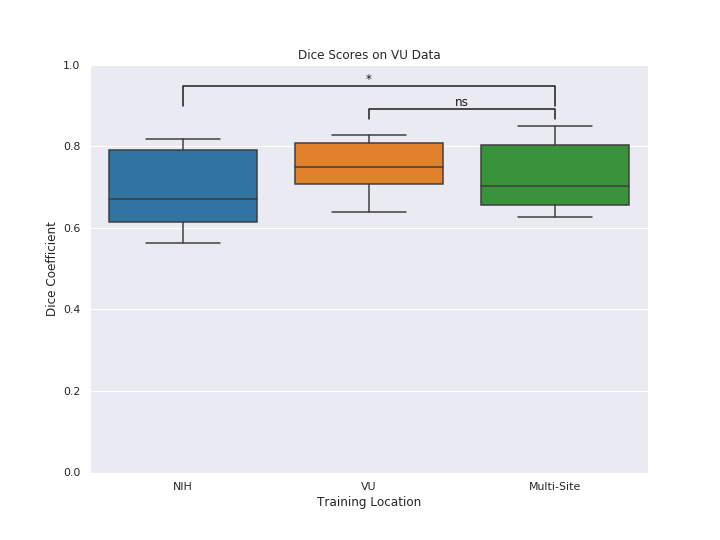 Dice Scores on VU Data
1.0
*
ns
0.8
0.6
0.4
0.2
0.0
Dice Coefficient
NIH
VU
Multi-Site
Training Location